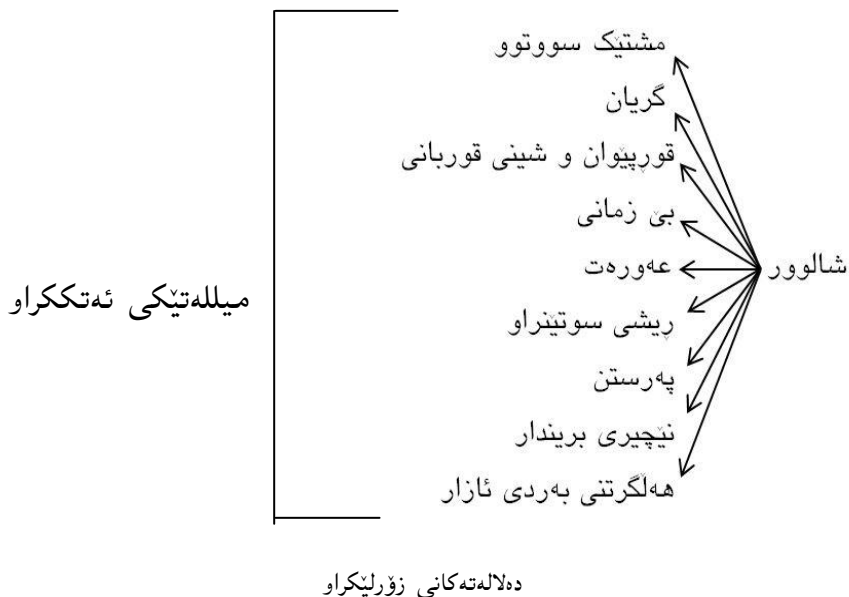 مشتێک سووتوو
گریان
قوڕپێوان و شینی قوربانی
بێ زمانی
شالوور
عەورەت
میللەتێکی ئەتککراو
ڕیشی سوتێنراو
پەرستن
نێچیری بریندار
هەڵگرتنی بەردی ئازار
دەلالەتەکانی زۆرلێکراو